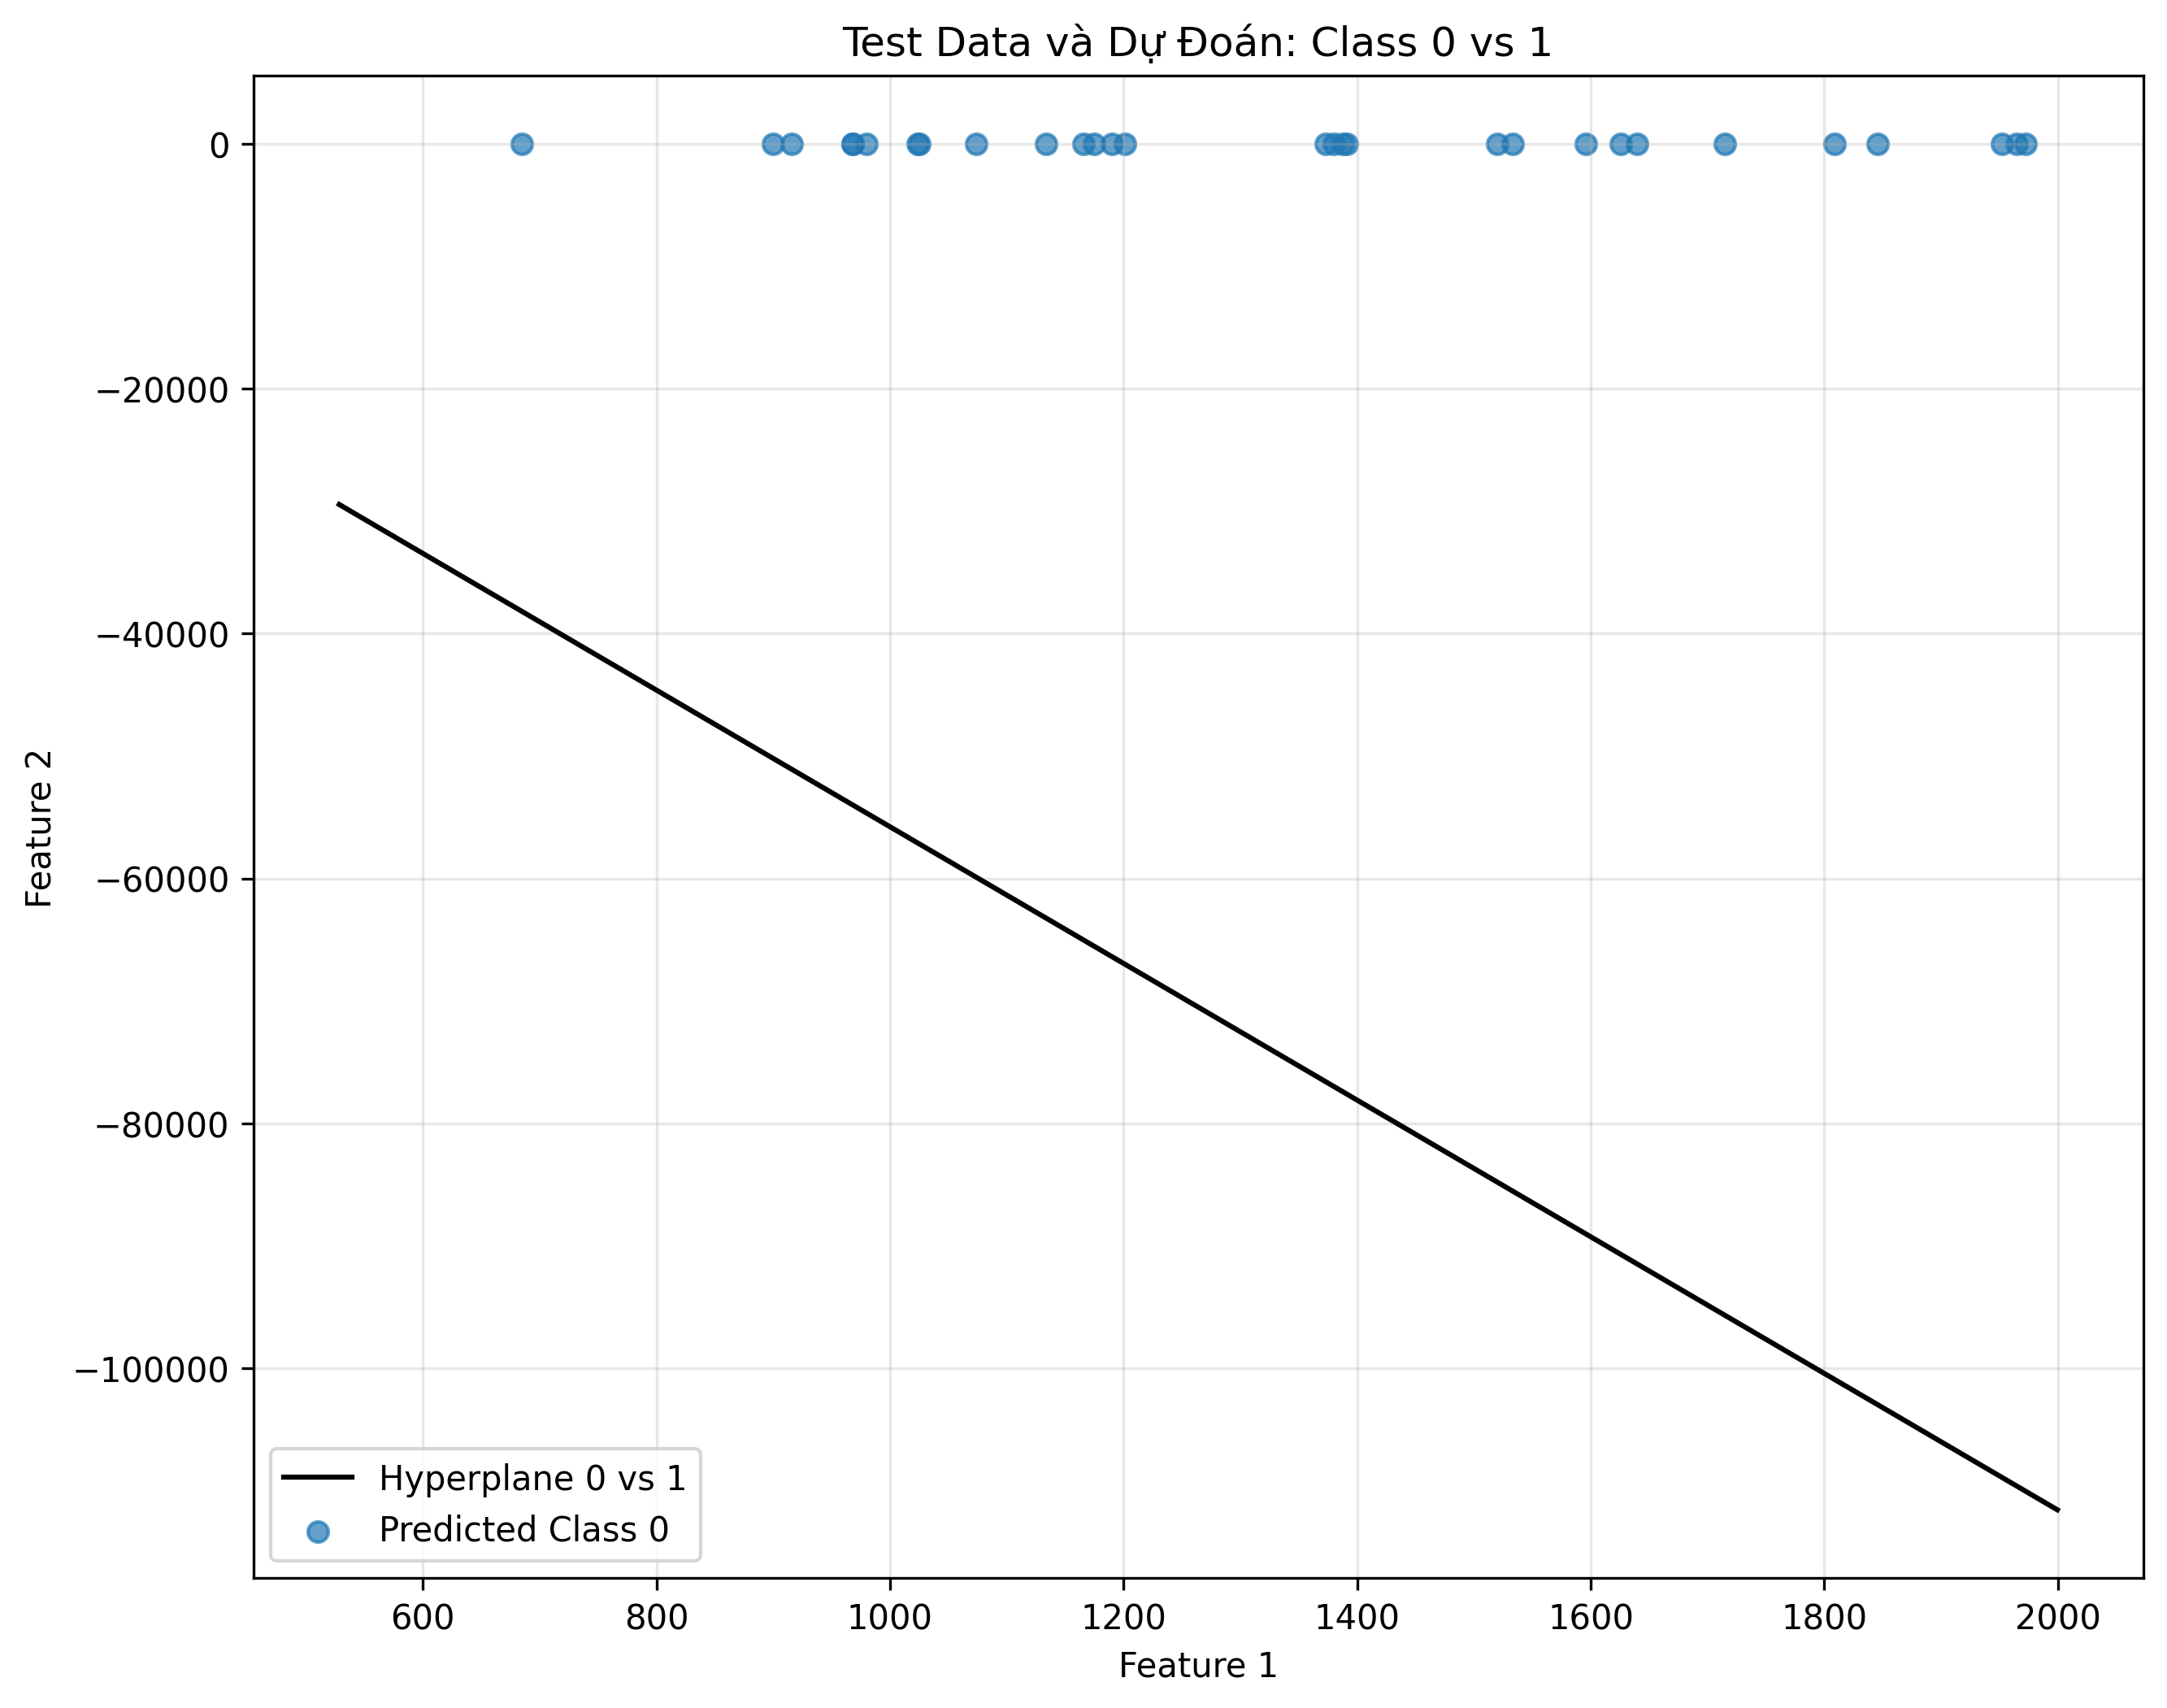 Test Data và Dự Đoán: Class 0 vs 1
0
−20000
−40000
−60000
−80000
−100000
Feature 2
Hyperplane 0 vs 1
Predicted Class 0
600 800 1000 1200 1400 1600 1800 2000
Feature 1